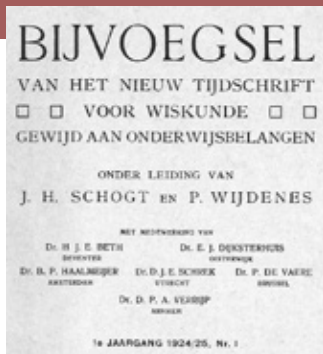 BIJVOEGSEL
VAN HET NIEUW TIJDSCHRIFT
VOOR WISKUNDE
GEWIJD AAN ONDERWIJSBELANGEN
ONDER LEIDING VAN
J. H. SCHOGT EN P. WIJDENES
MET MEDEWERKING VAN
Dr. H. J. E. BETH Dr. E. J. DIJKSTERHUIS
DEVENTER OISTERWIJK
Dr. B. P. HAALMEIJER Dr. D. J. E. SCHREK Dr. P. DE VAERE
AMSTERDAM UTRECHT BRUSSEL
Dr. D. P. A. VERRIJP
ARNHEM
1e JAARGANG 1924/25, Nr. 1